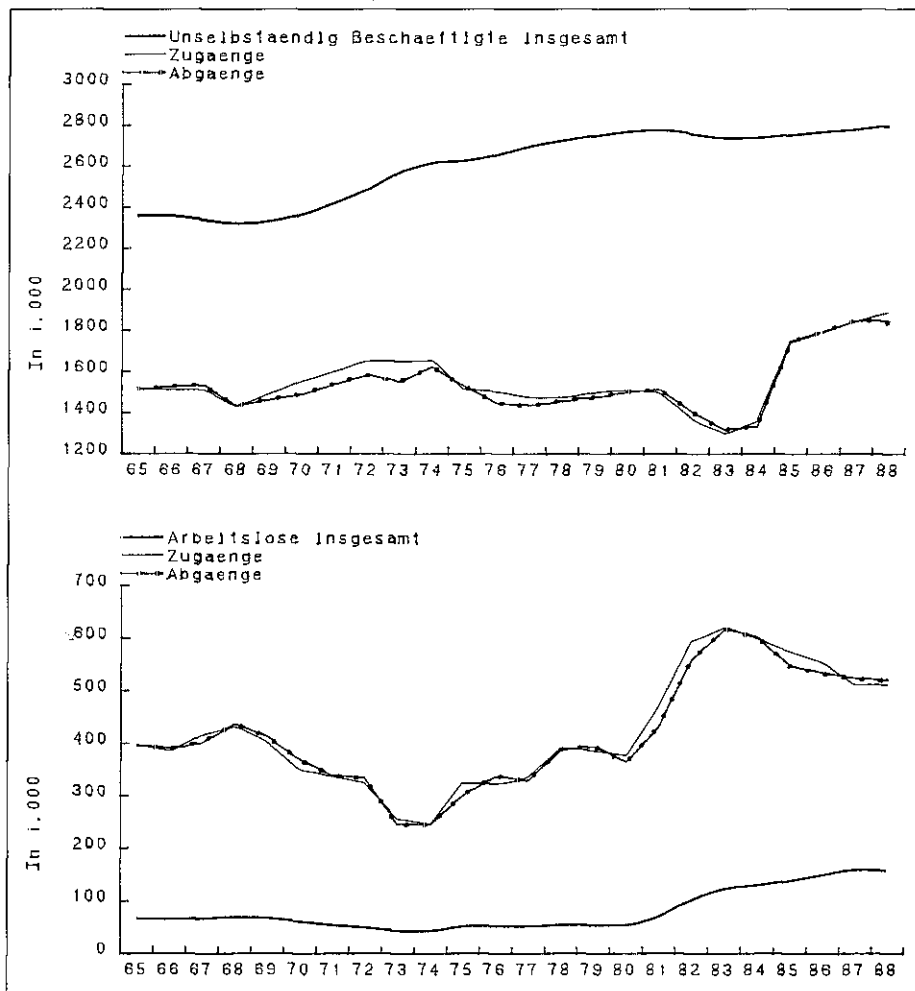 Unselbstaendig Beschaeftigte insgesamt
Zugaenge
Abgaenge
3000
2800
2600
2400
2200
2000
1800
1600
1400
1200
In 1.000
65 66 67 68 69 70 71 72 73 74 75 76 77 78 79 80 81 82 83 84 85 86 87 88
Arbeitslose insgesamt
Zugaenge
Abgaenge
700
600
500
400
300
200
100
0
In 1.000
65 66 67 68 69 70 71 72 73 74 75 76 77 78 79 80 81 82 83 84 85 86 87 88